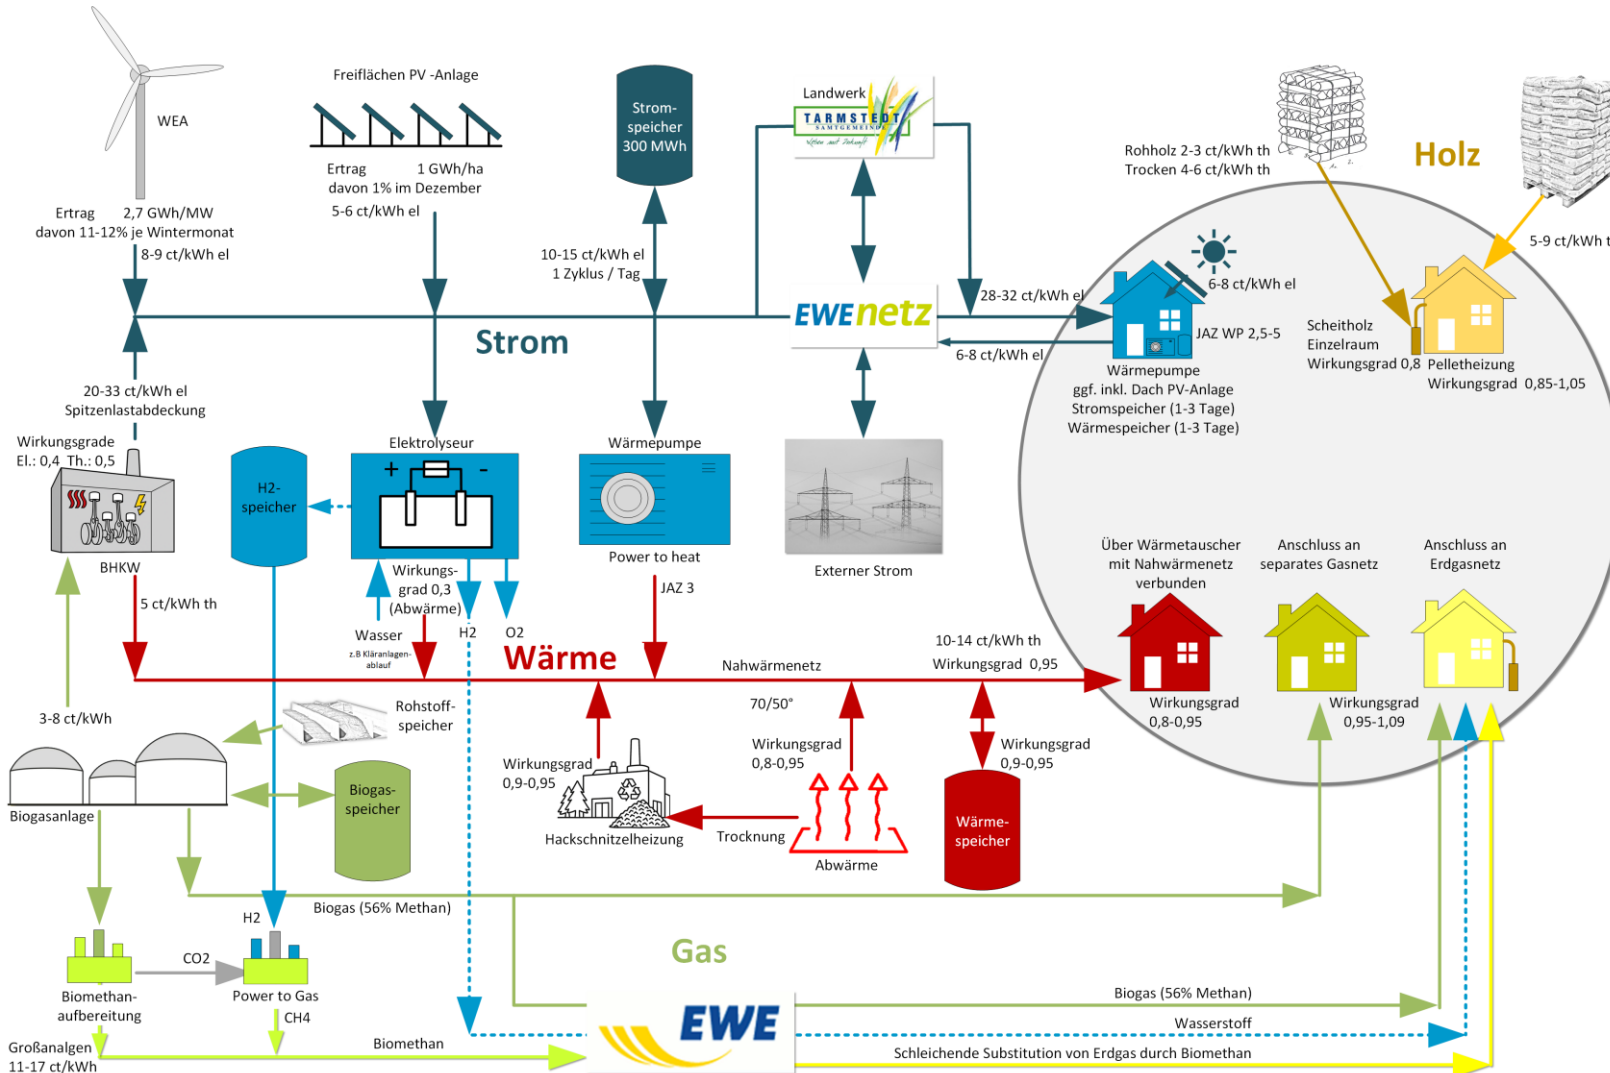 WEA
Ertrag 2,7 GWh/MW
davon 11-12% je Wintermonat
8-9 ct/kWh el
Freiflächen PV -Anlage
Ertrag 1 GWh/ha
davon 1% im Dezember
5-6 ct/kWh el
Strom-
speicher
300 MWh
10-15 ct/kWh el
1 Zyklus / Tag
Landwerk
TARMSTEDT
SAMTGEMEINDE
EWE netz
28-32 ct/kWh el
6-8 ct/kWh el
Rohholz 2-3 ct/kWh th
Trocken 4-6 ct/kWh th
Holz
5-9 ct/kWh t
6-8 ct/kWh el
JAZ WP 2,5-5
Wärmepumpe
ggf. inkl. Dach PV-Anlage
Stromspeicher (1-3 Tage)
Wärmespeicher (1-3 Tage)
Scheitholz
Einzelraum
Wirkungsgrad 0,8
Pelletheizung
Wirkungsgrad 0,85-1,05
Strom
20-33 ct/kWh el
Spitzenlastabdeckung
Wirkungsgrade
El.: 0,4 Th.: 0,5
BHKW
5 ct/kWh th
H2-
speicher
Elektrolyseur
+ -
Wirkungs-
grad 0,3
(Abwärme)
Wasser
z.B Kläranlagen-
ablauf
H2
O2
Wärmepumpe
Power to heat
JAZ 3
Externer Strom
Über Wärmetauscher
mit Nahwärmenetz
verbunden
Anschluss an
separates Gasnetz
Anschluss an
Erdgasnetz
Wärme
Nahwärmenetz
70/50°
10-14 ct/kWh th
Wirkungsgrad 0,95
Wirkungsgrad
0,8-0,95
Wirkungsgrad
0,95-1,09
3-8 ct/kWh
Rohstoff-
speicher
Biogasanlage
Biogas-
speicher
Wirkungsgrad
0,9-0,95
Hackschnitzelheizung
Trocknung
Wirkungsgrad
0,8-0,95
Abwärme
Wirkungsgrad
0,9-0,95
Wärme-
speicher
Biogas (56% Methan)
H2
CO2
Biomethan-
aufbereitung
Power to Gas
CH4
Gas
Großanalgen
11-17 ct/kWh
Biomethan
EWE
Biogas (56% Methan)
Wasserstoff
Schleichende Substitution von Erdgas durch Biomethan